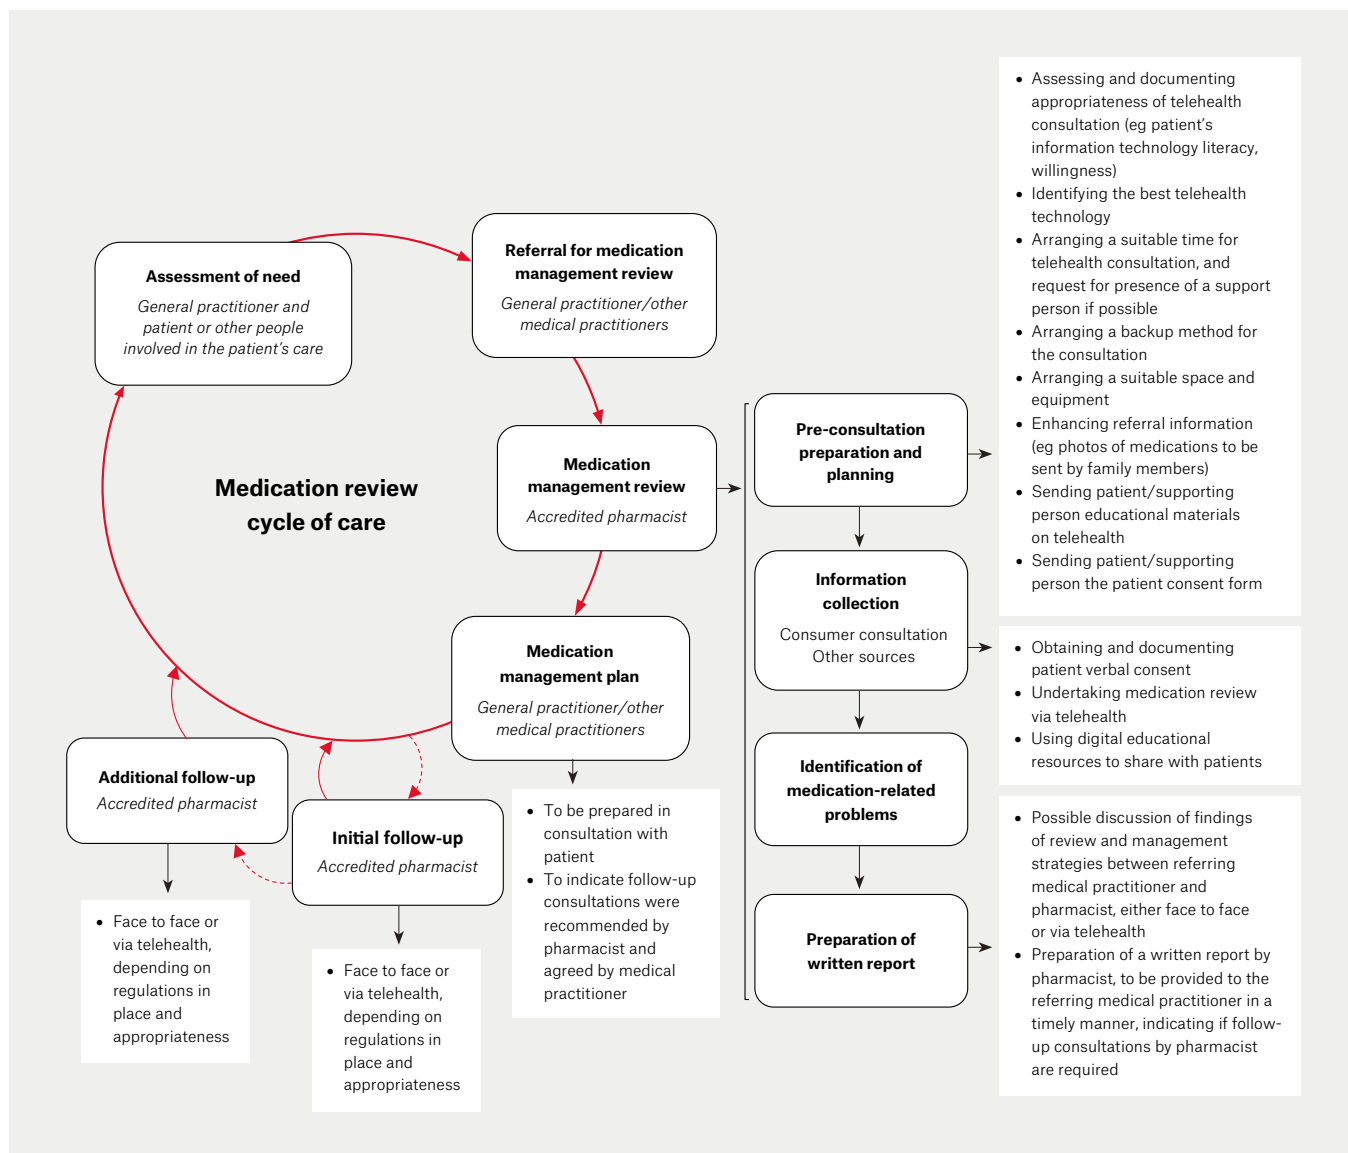 Assessment of need
General practitioner and
patient or other people
involved in the patient's care
Referral for medication
management review
General practitioner/other
medical practitioners
Medication review
cycle of care
Medication
management review
Accredited pharmacist
Medication
management plan
General practitioner/other
medical practitioners
• To be prepared in
consultation with
patient
• To indicate follow-up
consultations were
recommended by
pharmacist and
agreed by medical
practitioner
Initial follow-up
Accredited pharmacist
• Face to face or
via telehealth,
depending on
regulations in
place and
appropriateness
Additional follow-up
Accredited pharmacist
• Face to face or
via telehealth,
depending on
regulations in
place and
appropriateness
Pre-consultation
preparation and
planning
• Assessing and documenting
appropriateness of telehealth
consultation (eg patient's
information technology literacy,
willingness)
• Identifying the best telehealth
technology
• Arranging a suitable time for
telehealth consultation, and
request for presence of a support
person if possible
• Arranging a backup method for
the consultation
• Arranging a suitable space and
equipment
• Enhancing referral information
(eg photos of medications to be
sent by family members)
• Sending patient/supporting
person educational materials
on telehealth
• Sending patient/supporting
person the patient consent form
Information
collection
Consumer consultation
Other sources
• Obtaining and documenting
patient verbal consent
• Undertaking medication review
via telehealth
• Using digital educational
resources to share with patients
Identification of
medication-related
problems
Preparation of
written report
• Possible discussion of findings
of review and management
strategies between referring
medical practitioner and
pharmacist, either face to face
or via telehealth
• Preparation of a written report by
pharmacist, to be provided to the
referring medical practitioner in a
timely manner, indicating if follow-
up consultations by pharmacist
are required